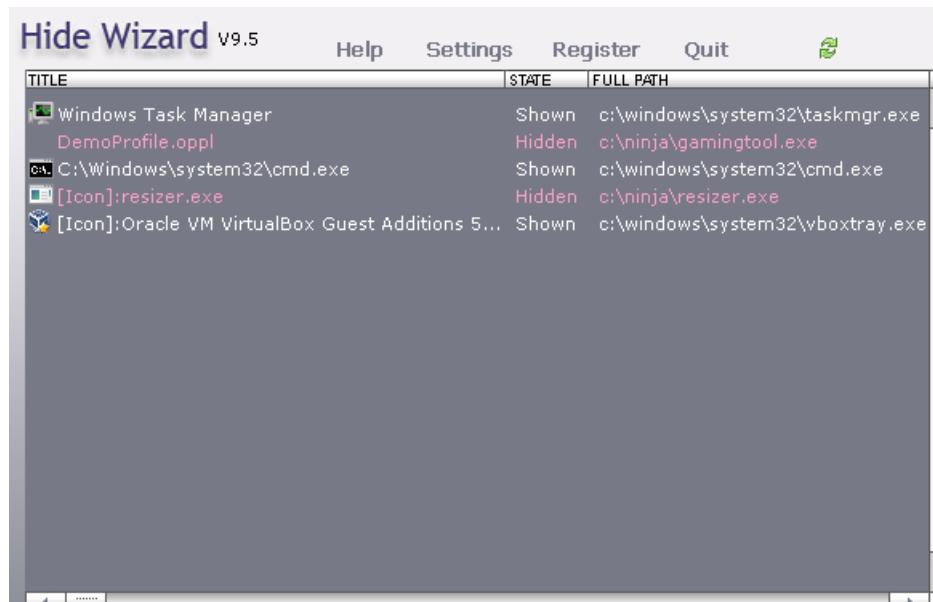 Hide Wizard V9.5 Help Settings Register Quit
TITLE STATE FULL PATH
Windows Task Manager Shown c:\windows\system32\taskmgr.exe
DemoProfile.oppl Hidden c:\ninja\gamingtool.exe
C:\Windows\system32\cmd.exe Shown c:\windows\system32\cmd.exe
[Icon]:resizer.exe Hidden c:\ninja\resizer.exe
[Icon]:Oracle VM VirtualBox Guest Additions 5... Shown c:\windows\system32\vboxtray.exe